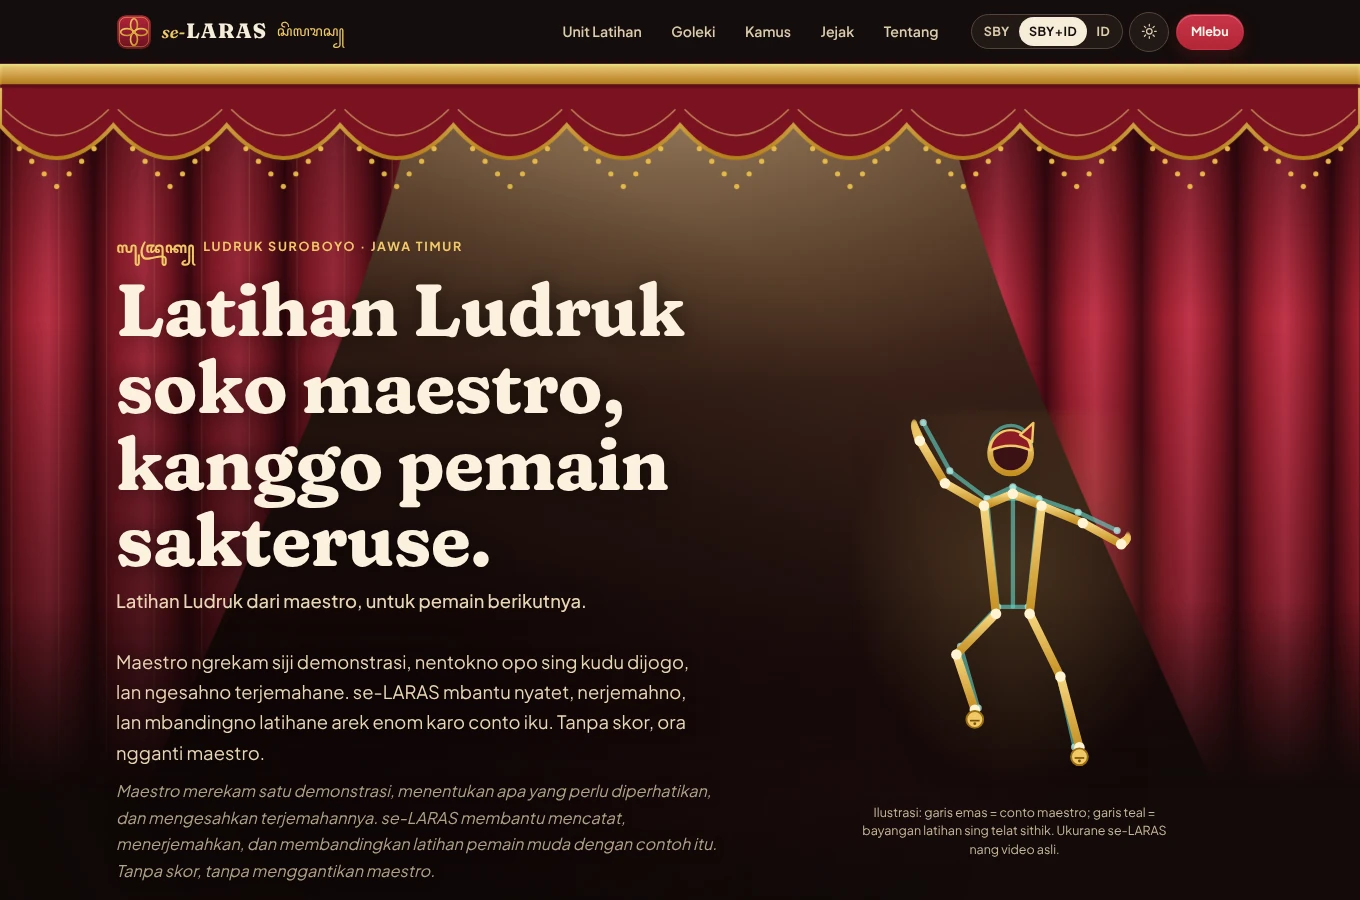 se-LARAS
Unit Latihan
Goleki
Kamus
Jejak
Tentang
SBY
SBY+ID
ID
Mlebu
LUDRUK SUROBOYO · JAWA TIMUR
Latihan Ludruk
soko maestro,
kanggo pemain
sakteruse.
Latihan Ludruk dari maestro, untuk pemain berikutnya.
Maestro ngrekam siji demonstrasi, nentokno opo sing kudu dijogo,
lan ngesahno terjemahane. se-LARAS mbantu nyatet, nerjemahno,
lan mbandingno latihane arek enom karo conto iku. Tanpa skor, ora
ngganti maestro.
Maestro merekam satu demonstrasi, menentukan apa yang perlu diperhatikan,
dan mengesahkan terjemahannya. se-LARAS membantu mencatat,
menerjemahkan, dan membandingkan latihan pemain muda dengan contoh itu.
Tanpa skor, tanpa menggantikan maestro.
Ilustrasi: garis emas = conto maestro; garis teal =
bayangan latihan sing telat sithik. Ukurane se-LARAS
nang video asli.